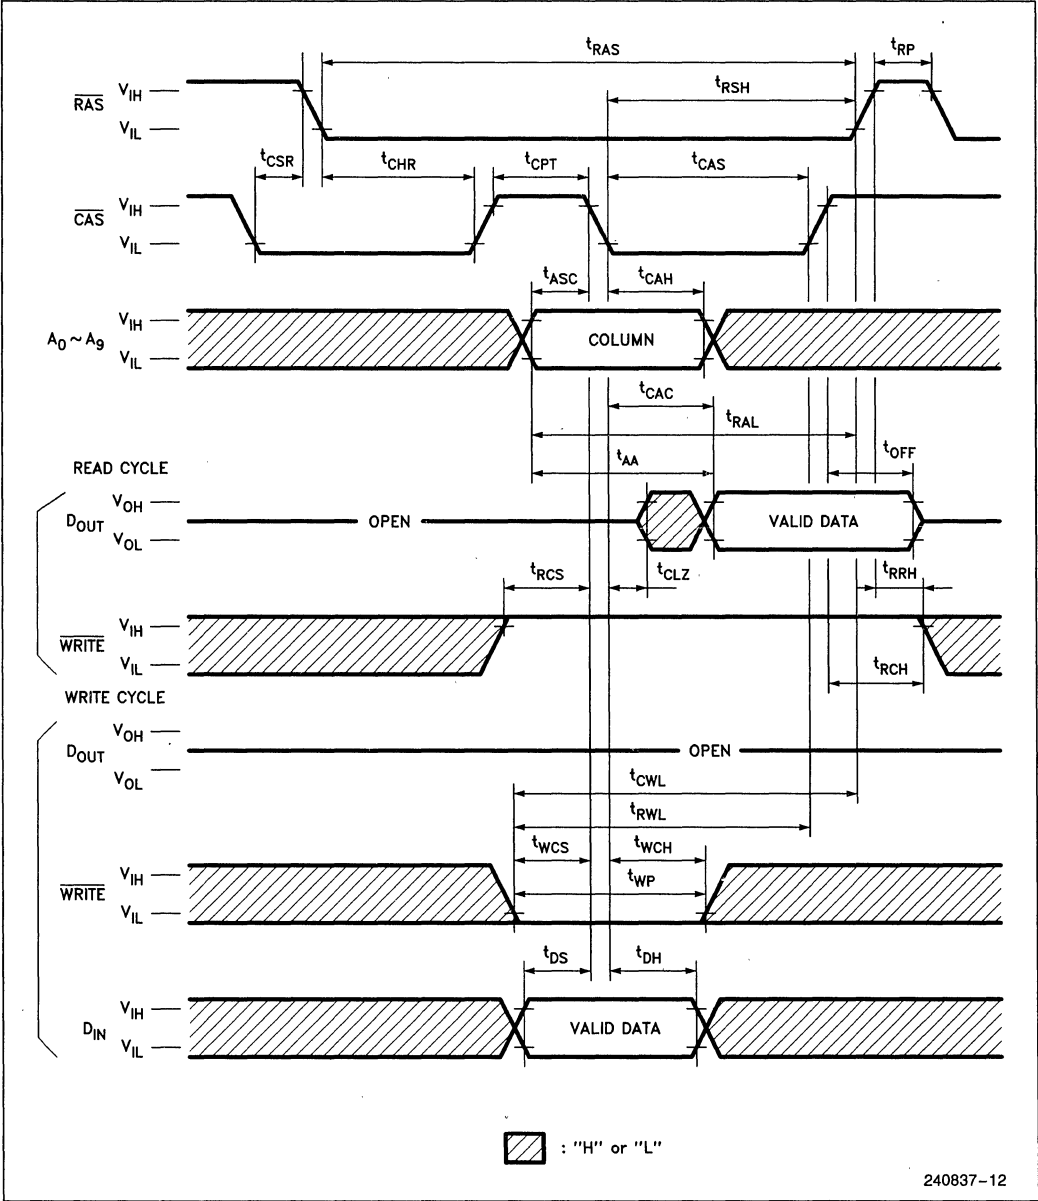 tRAS tRP
tRSH
RAS VIH
VIL
tCSR tCHR tCPT tCAS
CAS VIH
VIL
tASC tCAH
A0 ~ A9 VIH
VIL
COLUMN
tCAC
tRAL
tAA tOFF
READ CYCLE
DOUT VOH
VOL
OPEN VALID DATA
tRCS tCLZ tRRH
WRITE VIH
VIL
tRCH
WRITE CYCLE
DOUT VOH
VOL
OPEN
tCWL
tRWL
tWCS tWCH
tWP
WRITE VIH
VIL
tDS tDH
DIN VIH
VIL
VALID DATA
: "H" or "L"
240837-12